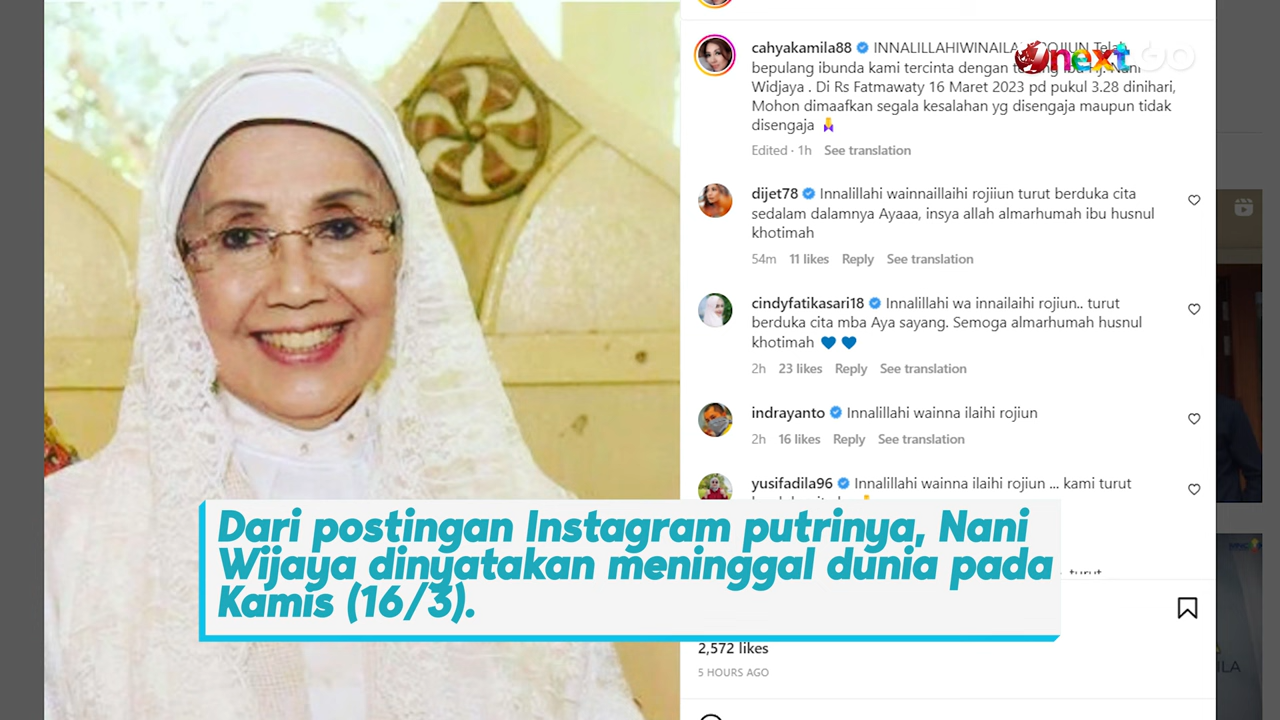 cahyakamila88 INNALILLAHIWINAILA
bepulang ibunda kami tercinta dengan
Widjaya . Di Rs Fatmawaty 16 Maret 2023 pd pukul 3.28 dinihari,
Mohon dimaafkan segala kesalahan yg disengaja maupun tidak
disengaja
Edited · 1h See translation
next GO
dijet78 Innalillahi wainnaillaihi rojiiun turut berduka cita
sedalam dalamnya Ayaaa, insya allah almarhumah ibu husnul
khotimah
54m 11 likes Reply See translation
cindyfatikasari18 Innalillahi wa innailaihi rojiun.. turut
berduka cita mba Aya sayang. Semoga almarhumah husnul
khotimah 💙 💙
2h 23 likes Reply See translation
indrayanto Innalillahi wainna ilaihi rojiun
2h 16 likes Reply See translation
yusifadila96 Innalillahi wainna ilaihi rojiun ... kami turut
Dari postingan Instagram putrinya, Nani
Wijaya dinyatakan meninggal dunia pada
Kamis (16/3).
2,572 likes
5 HOURS AGO